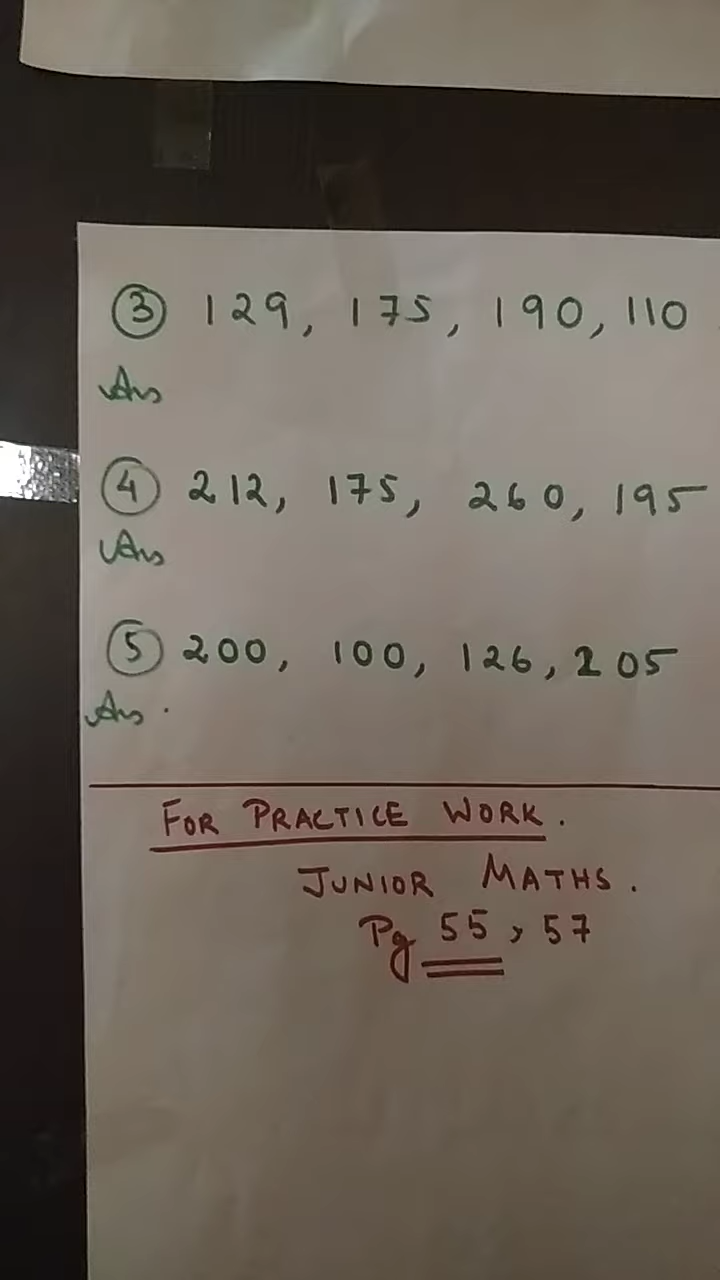 ③ 129, 175, 190, 110
Ans
④ 212, 175, 260, 195
Ans
⑤ 200, 100, 126, 205
Ans.
FOR PRACTICE WORK.
JUNIOR MATHS.
Pg 55, 57